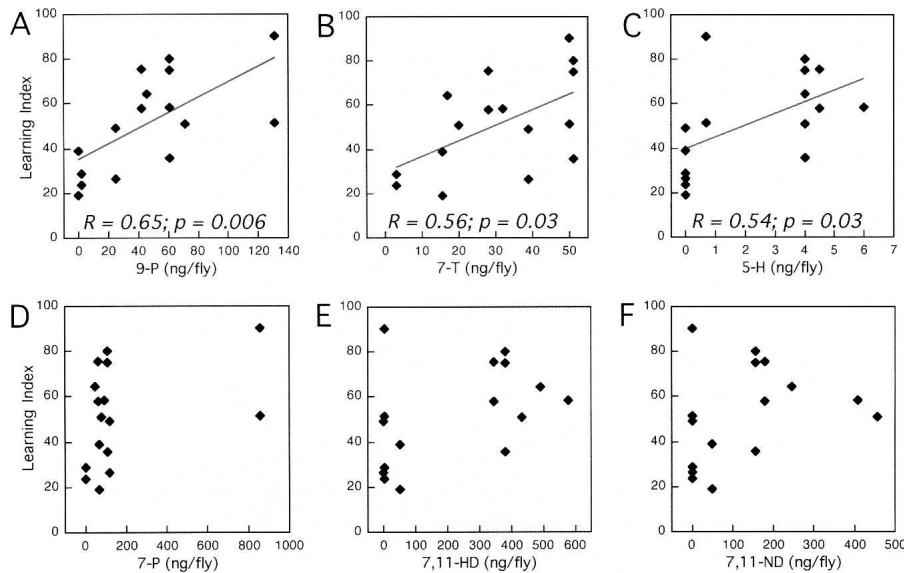 A
100
80
60
40
20
0
Learning Index
R = 0.65; p = 0.006
0 20 40 60 80 100 120 140
9-P (ng/fly)
B
100
80
60
40
20
0
R = 0.56; p = 0.03
0 10 20 30 40 50
7-T (ng/fly)
C
100
80
60
40
20
0
R = 0.54; p = 0.03
0 1 2 3 4 5 6 7
5-H (ng/fly)
D
100
80
60
40
20
0
Learning Index
0 200 400 600 800 1000
7-P (ng/fly)
E
100
80
60
40
20
0
0 100 200 300 400 500 600
7,11-HD (ng/fly)
F
100
80
60
40
20
0
0 100 200 300 400 500
7,11-ND (ng/fly)